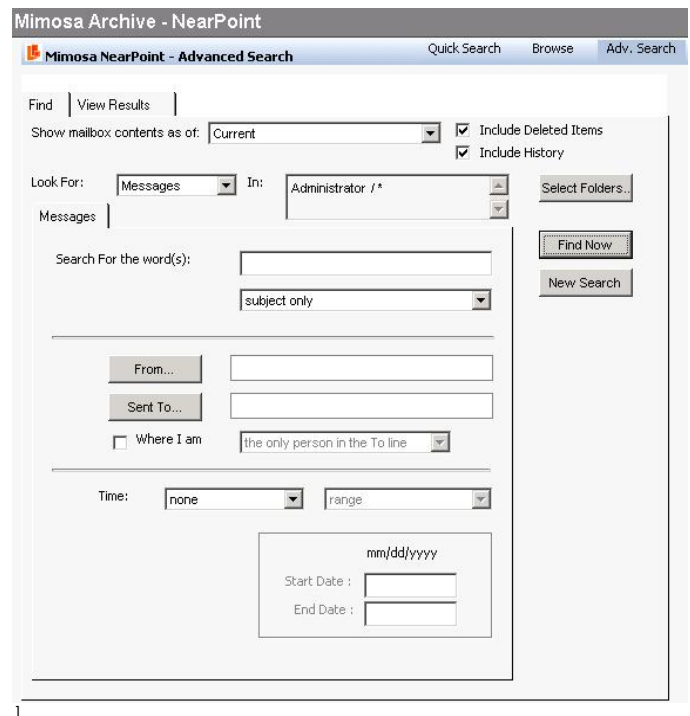 Mimosa Archive - NearPoint
Mimosa NearPoint - Advanced Search Quick Search Browse Adv. Search
Find View Results
Show mailbox contents as of: Current Include Deleted Items
Include History
Look For: Messages In: Administrator / * Select Folders..
Messages
Find Now
Search For the word(s):
New Search
subject only
From...
Sent To...
Where I am the only person in the To line
Time: none range
mm/dd/yyyy
Start Date :
End Date :
1